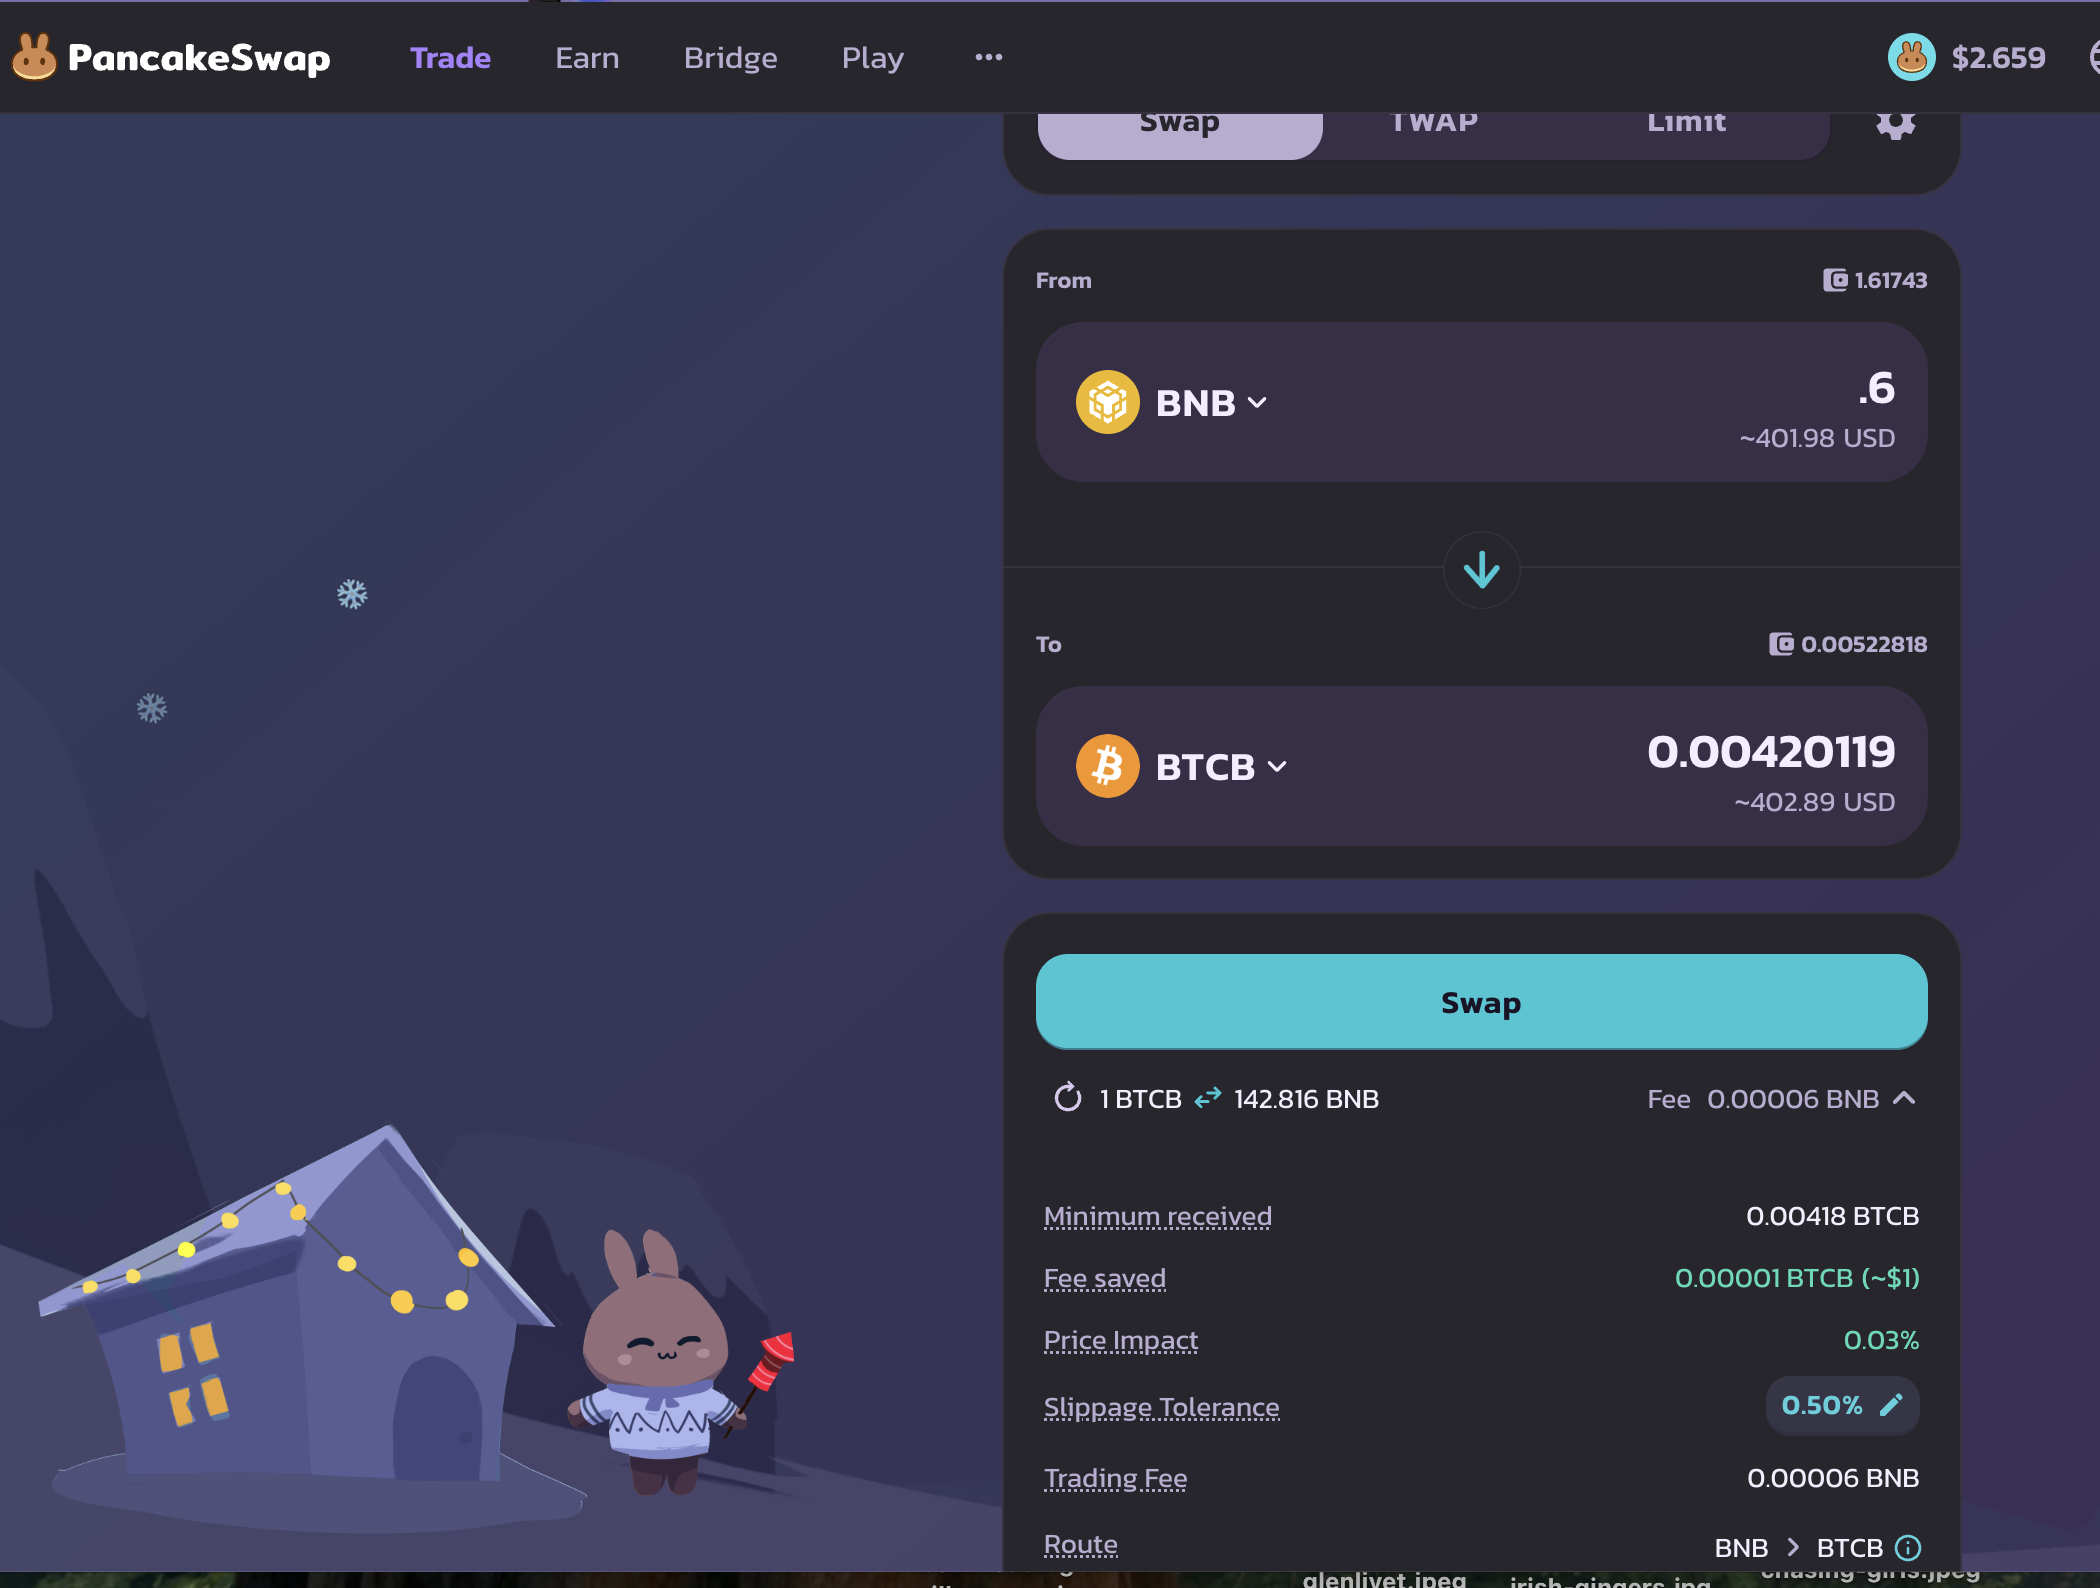 PancakeSwap Trade Earn Bridge Play ••• $2.659
Swap TWAP Limit
From 1.61743
BNB .6
~401.98 USD
To 0.00522818
BTCB 0.00420119
~402.89 USD
Swap
1 BTCB ⇄ 142.816 BNB Fee 0.00006 BNB
Minimum received 0.00418 BTCB
Fee saved 0.00001 BTCB (~$1)
Price Impact 0.03%
Slippage Tolerance 0.50%
Trading Fee 0.00006 BNB
Route BNB > BTCB
glenlivet.jpeg irish-gingers.jpg chasing-girls.jpeg